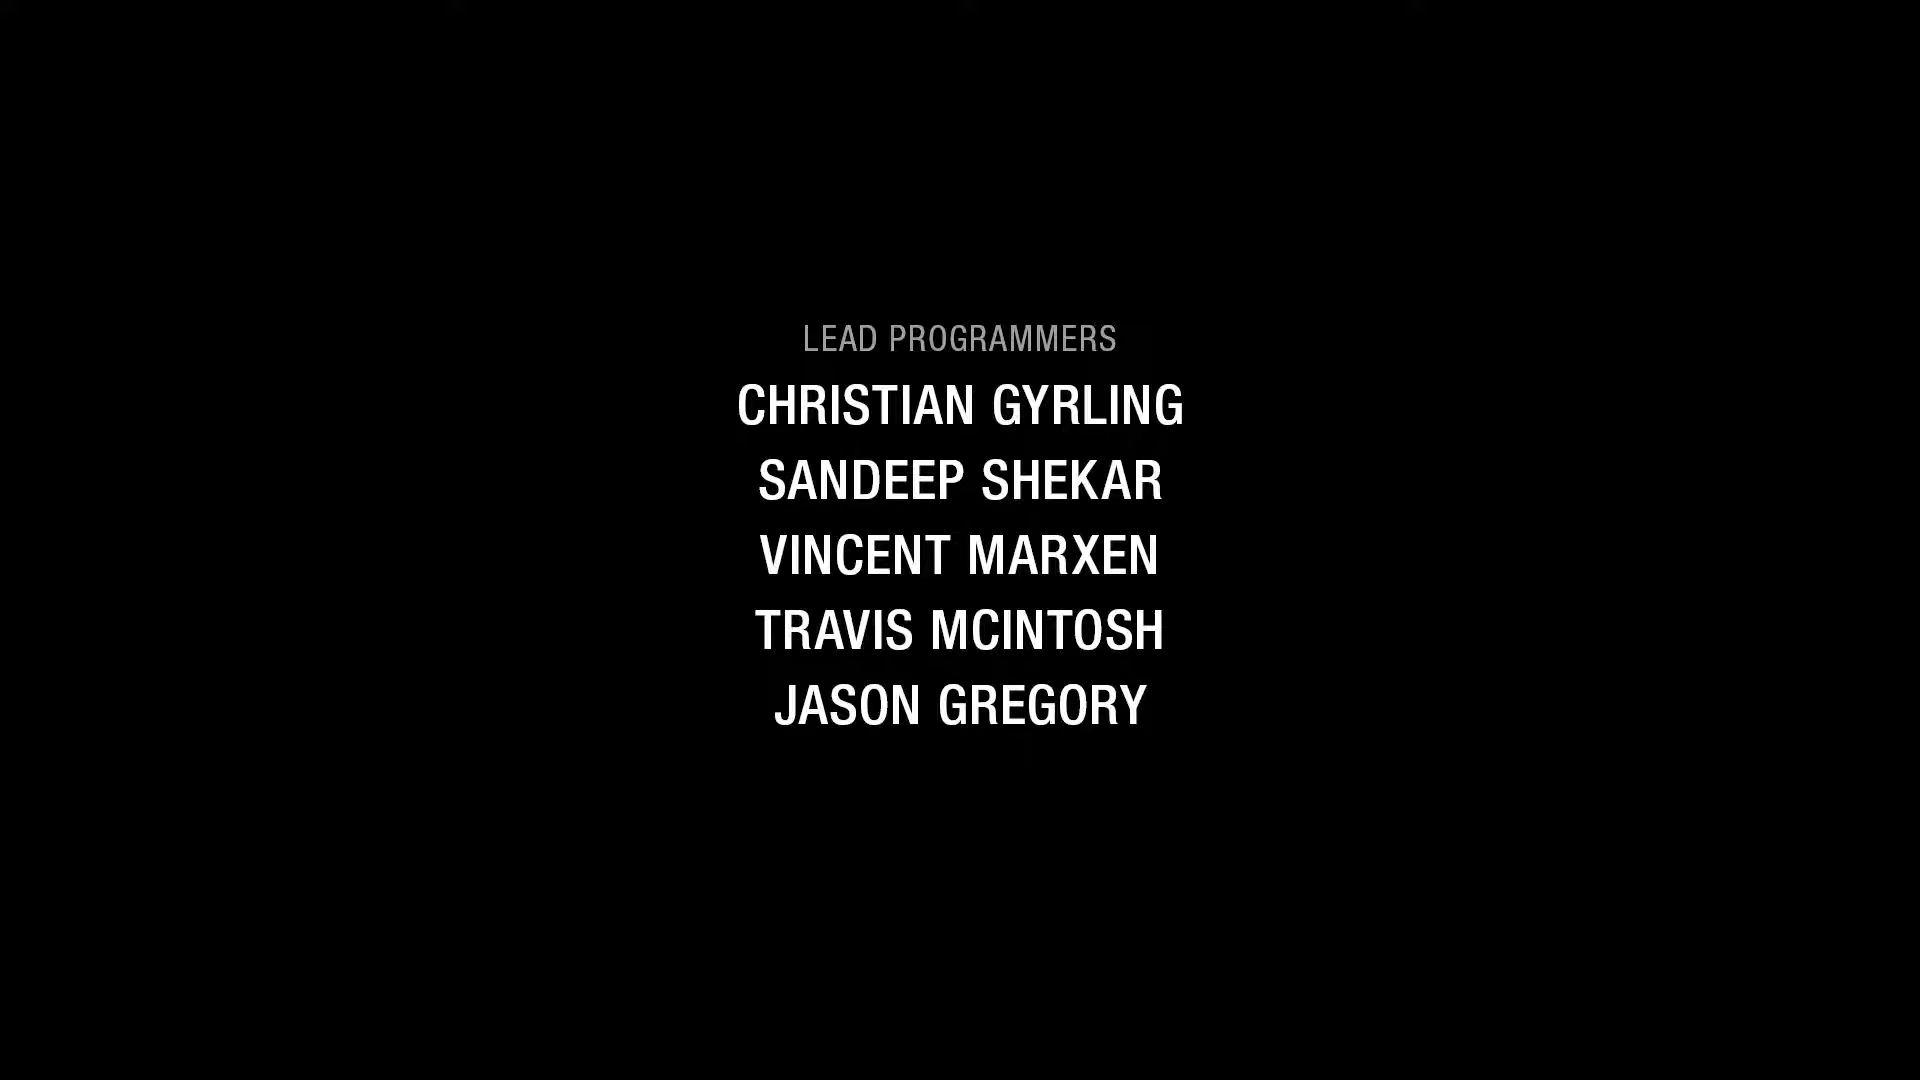 LEAD PROGRAMMERS
CHRISTIAN GYRLING
SANDEEP SHEKAR
VINCENT MARXEN
TRAVIS MCINTOSH
JASON GREGORY